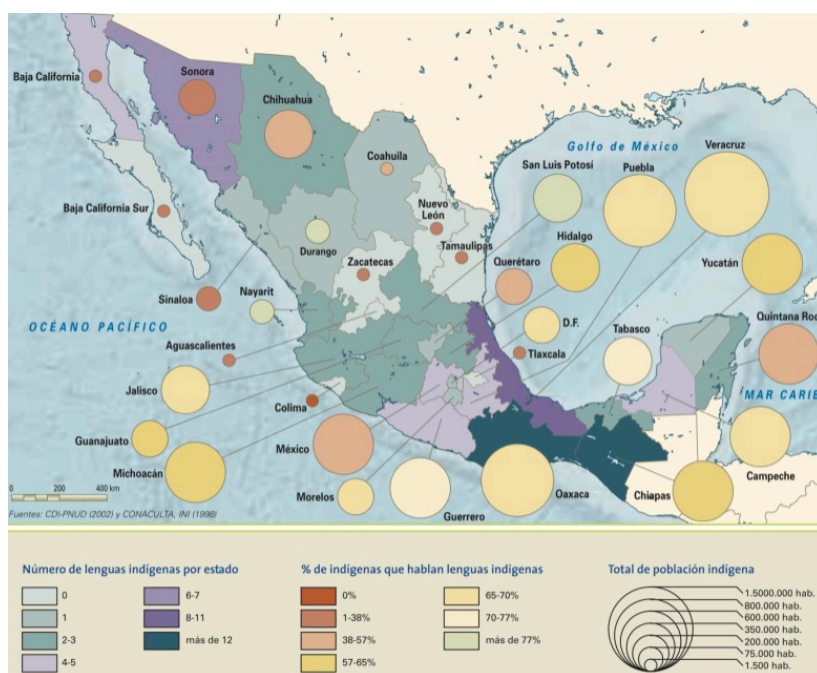 Baja California
Sonora
Chihuahua
Coahuila
Golfo de México
Veracruz
San Luis Potosí
Puebla
Baja California Sur
Nuevo
León
Durango
Zacatecas
Tamaulipas
Querétaro
Hidalgo
Yucatán
Sinaloa
Nayarit
OCÉANO PACÍFICO
D.F.
Tabasco
Quintana Roo
Aguascalientes
Tlaxcala
Jalisco
MAR CARIBE
Colima
Guanajuato
México
Michoacán
Campeche
Morelos
Guerrero
Oaxaca
Chiapas
0 200 400 km
Fuentes: CDI-PNUD (2002) y CONACULTA, INI (1998)
Número de lenguas indígenas por estado
0
1
2-3
4-5
6-7
8-11
más de 12
% de indígenas que hablan lenguas indígenas
0%
1-38%
38-57%
57-65%
65-70%
70-77%
más de 77%
Total de población indígena
1.5000.000 hab.
800.000 hab.
600.000 hab.
350.000 hab.
200.000 hab.
75.000 hab.
1.500 hab.